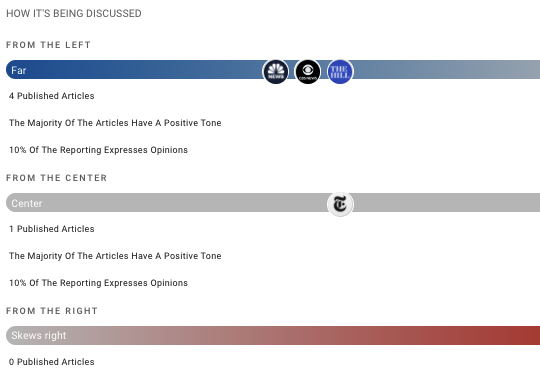 HOW IT'S BEING DISCUSSED
FROM THE LEFT
Far
NEWS
CBS NEWS
THE HILL
4 Published Articles
The Majority Of The Articles Have A Positive Tone
10% Of The Reporting Expresses Opinions
FROM THE CENTER
Center
T
1 Published Articles
The Majority Of The Articles Have A Positive Tone
10% Of The Reporting Expresses Opinions
FROM THE RIGHT
Skews right
0 Published Articles